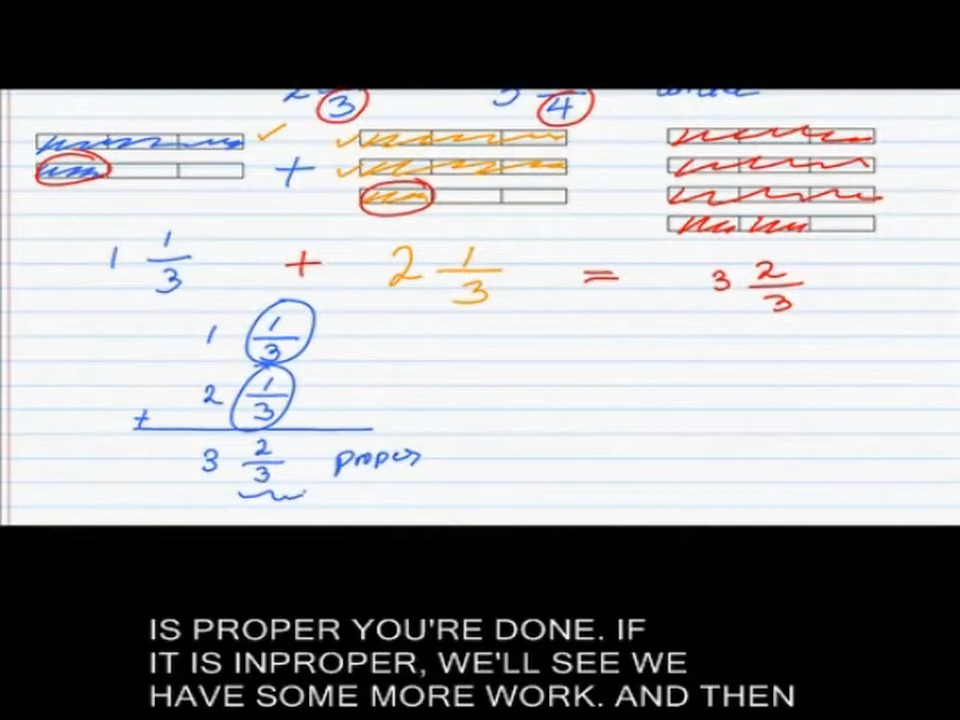 2 3 3 4
+
1 1/3 + 2 1/3 = 3 2/3
1 1/3
2 1/3
+
3 2/3 proper
IS PROPER YOU'RE DONE. IF
IT IS INPROPER, WE'LL SEE WE
HAVE SOME MORE WORK. AND THEN